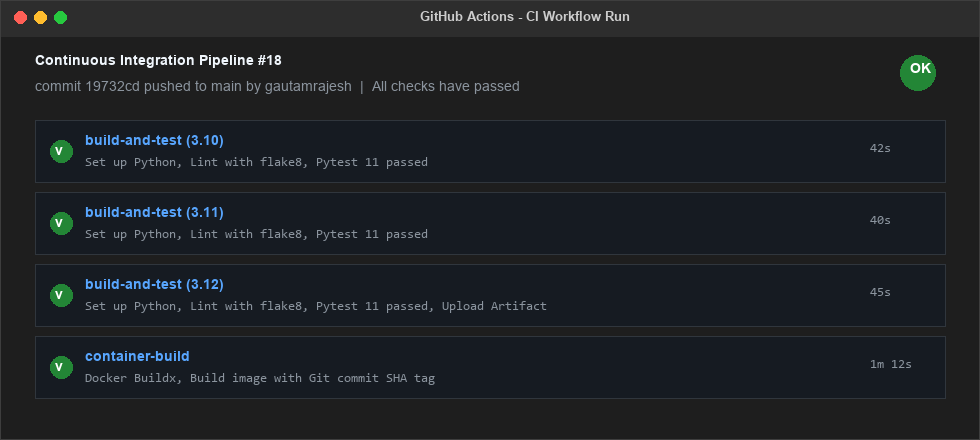 GitHub Actions - CI Workflow Run
Continuous Integration Pipeline #18
commit 19732cd pushed to main by gautamrajesh | All checks have passed
OK
V
build-and-test (3.10)
Set up Python, Lint with flake8, Pytest 11 passed
42s
V
build-and-test (3.11)
Set up Python, Lint with flake8, Pytest 11 passed
40s
V
build-and-test (3.12)
Set up Python, Lint with flake8, Pytest 11 passed, Upload Artifact
45s
V
container-build
Docker Buildx, Build image with Git commit SHA tag
1m 12s